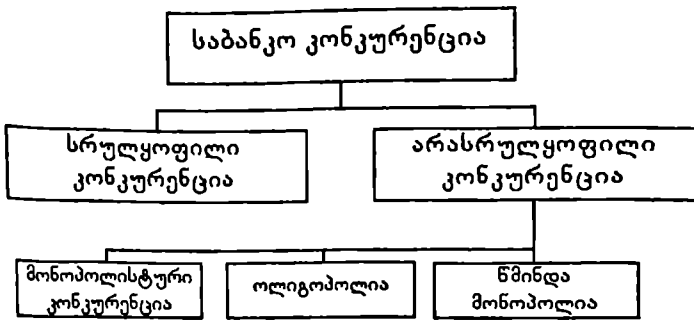 საბანკო კონკურენცია
სრულყოფილი
კონკურენცია
არასრულყოფილი
კონკურენცია
მონოპოლისტური
კონკურენცია
ოლიგოპოლია
წმინდა
მონოპოლია